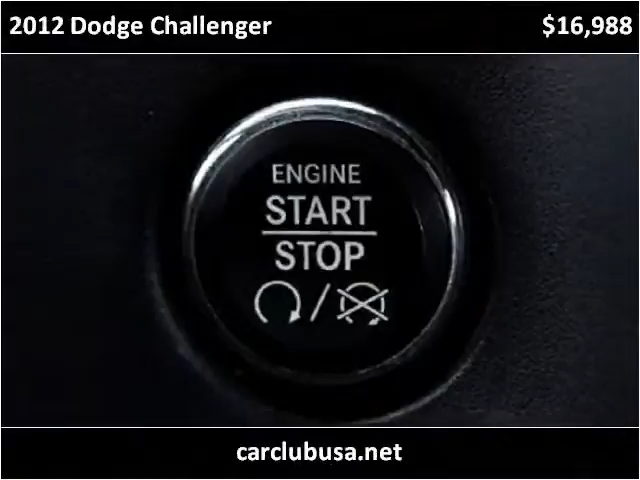 2012 Dodge Challenger $16,988
ENGINE
START
STOP
/
carclubusa.net